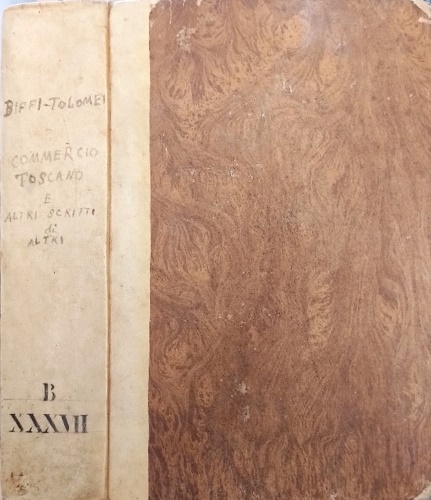 BIFFI-TOLOMEI
COMMERCIO
TOSCANO
E
ALTRI SCRITTI
di
ALTRI
B
XXXVII